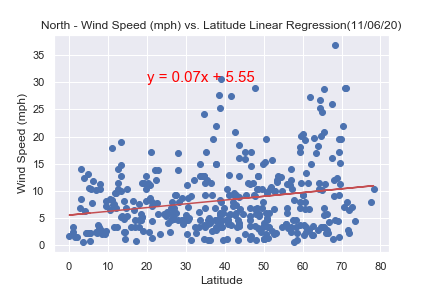 North - Wind Speed (mph) vs. Latitude Linear Regression(11/06/20)
y = 0.07x + 5.55
Wind Speed (mph)
35
30
25
20
15
10
5
0
0 10 20 30 40 50 60 70 80
Latitude